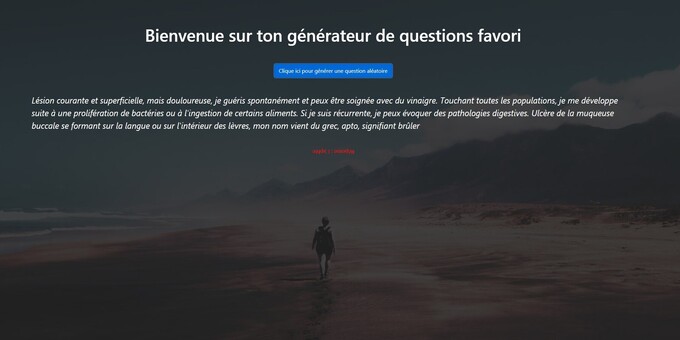 Bienvenue sur ton générateur de questions favori
Clique ici pour générer une question aléatoire
Lésion courante et superficielle, mais douloureuse, je guéris spontanément et peux être soignée avec du vinaigre. Touchant toutes les populations, je me développe
suite à une prolifération de bactéries ou à l'ingestion de certains aliments. Si je suis récurrente, je peux évoquer des pathologies digestives. Ulcère de la muqueuse
buccale se formant sur la langue ou sur l'intérieur des lèvres, mon nom vient du grec, apto, signifiant brûler